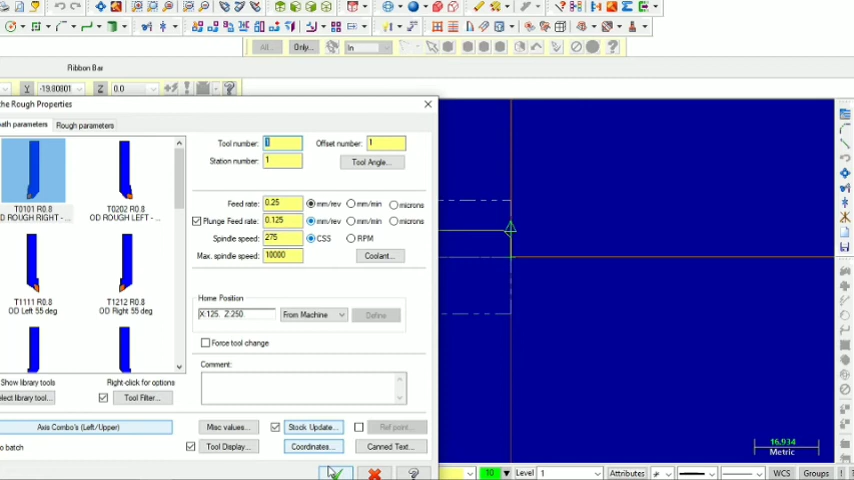 All...
Only...
In
Ribbon Bar
Y
-19.80801
Z
0.0
the Rough Properties
ath parameters
Rough parameters
Tool number:
1
Offset number:
1
Station number:
1
Tool Angle...
T0101 R0.8
OD ROUGH RIGHT - ...
T0202 R0.8
OD ROUGH LEFT - ...
Feed rate:
0.25
mm/rev
mm/min
microns
Plunge Feed rate:
0.125
mm/rev
mm/min
microns
Spindle speed:
275
CSS
RPM
Max. spindle speed:
10000
Coolant...
T1111 R0.8
OD Left 55 deg
T1212 R0.8
OD Right 55 deg
Home Position
X:125. Z:250.
From Machine
Define
Force tool change
Comment:
Show library tools
Right-click for options
elect library tool...
Tool Filter...
Axis Combo's (Left/Upper)
Misc values...
Stock Update...
Ref point...
o batch
Tool Display...
Coordinates...
Canned Text...
16.934
Metric
10
Level
1
Attributes
WCS
Groups